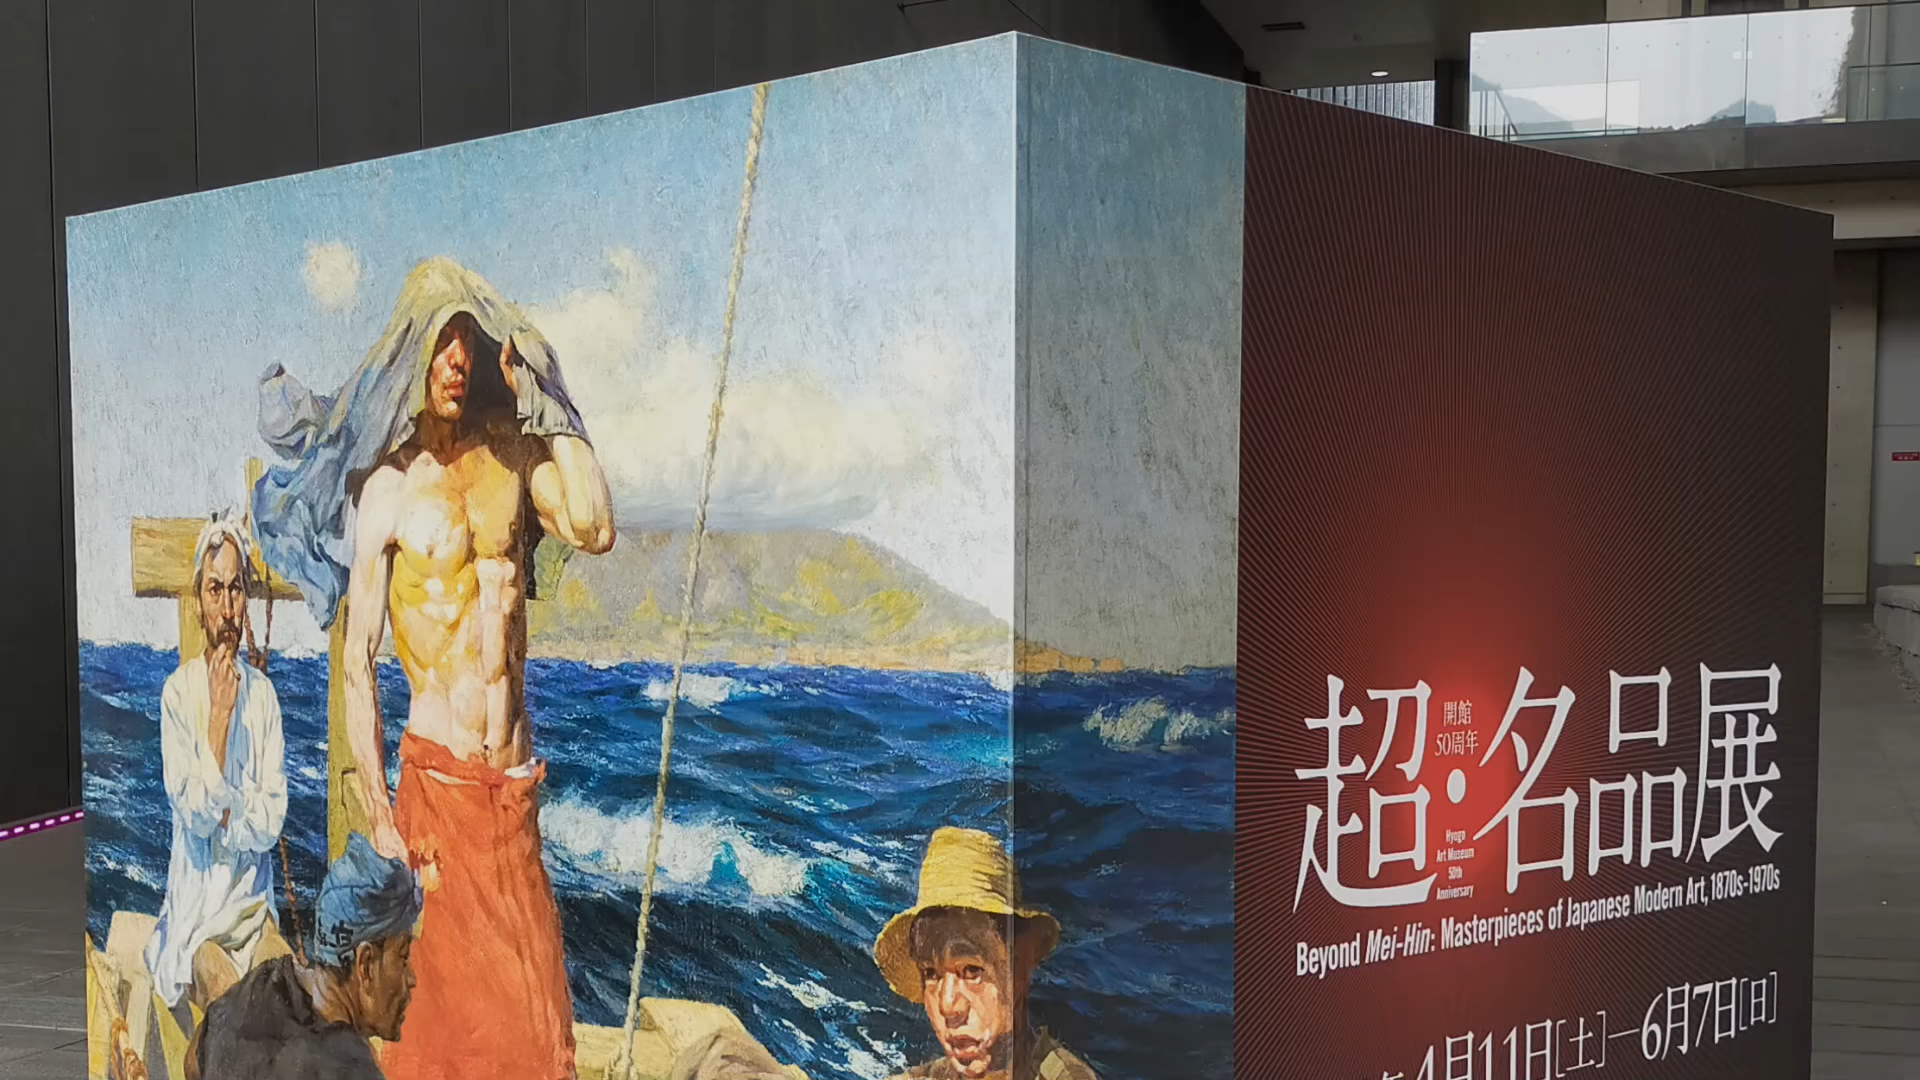 開館
50周年
超・名品展
Hyogo
Art Museum
50th
Anniversary
Beyond Mei-Hin: Masterpieces of Japanese Modern Art, 1870s-1970s
4月11日[土]—6月7日[日]